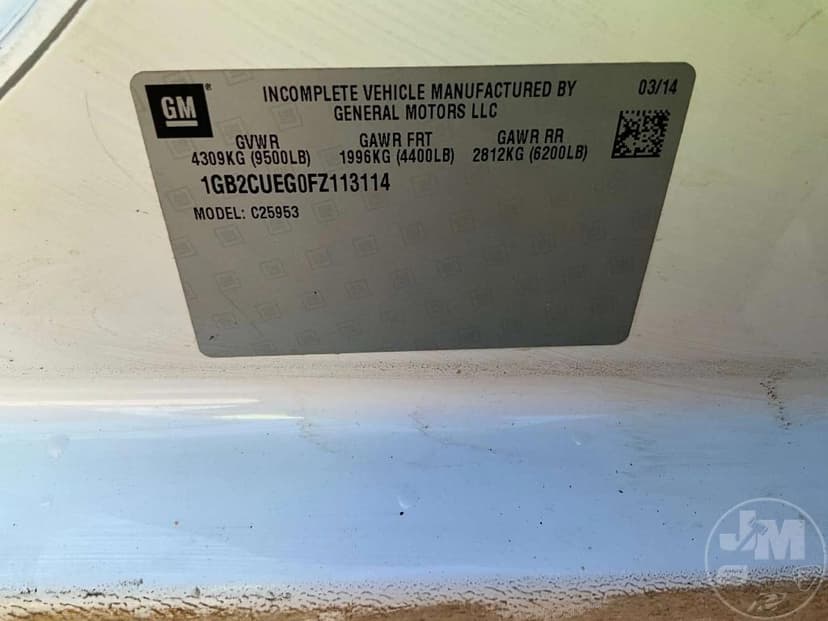 GM®
INCOMPLETE VEHICLE MANUFACTURED BY
GENERAL MOTORS LLC
03/14
GVWR GAWR FRT GAWR RR
4309KG (9500LB) 1996KG (4400LB) 2812KG (6200LB)
1GB2CUEG0FZ113114
MODEL: C25953
JM